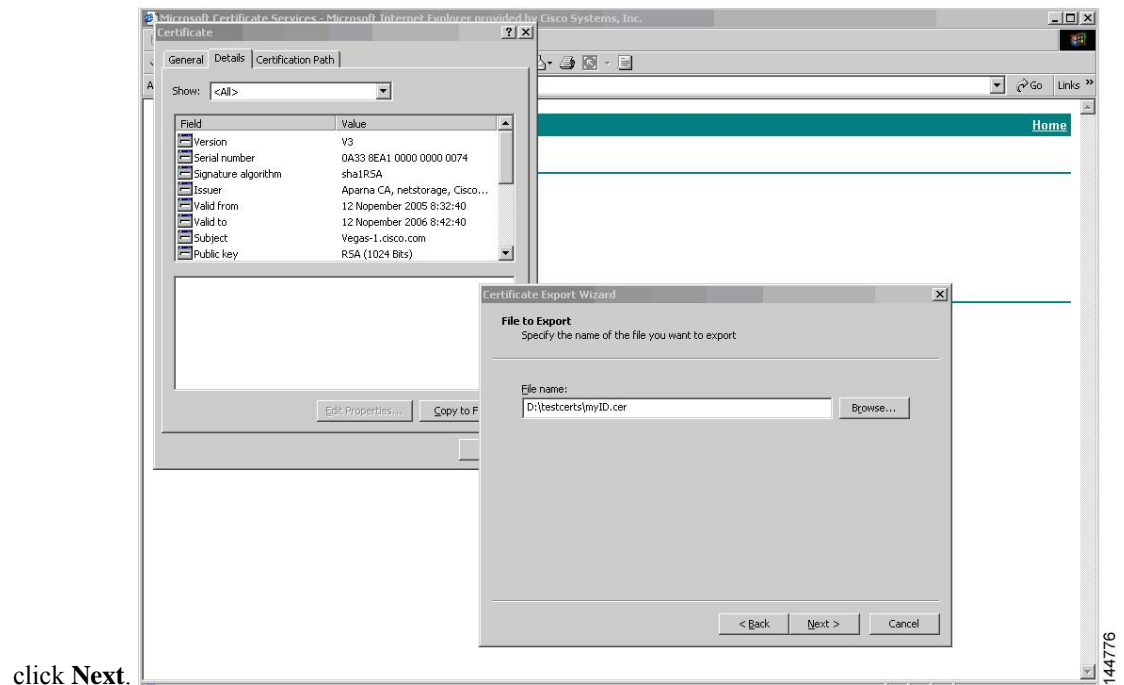 Microsoft Certificate Services - Microsoft Internet Explorer provided by Cisco Systems, Inc.
Certificate
General Details Certification Path
Go Links »
Show: <All>
Home
Field Value
Version V3
Serial number 0A33 8EA1 0000 0000 0074
Signature algorithm sha1RSA
Issuer Aparna CA, netstorage, Cisco...
Valid from 12 Nopember 2005 8:32:40
Valid to 12 Nopember 2006 8:42:40
Subject Vegas-1.cisco.com
Public key RSA (1024 Bits)
Edit Properties... Copy to F
Certificate Export Wizard
File to Export
Specify the name of the file you want to export
File name:
D:\testcerts\myID.cer Browse...
< Back Next > Cancel
144776
click Next.